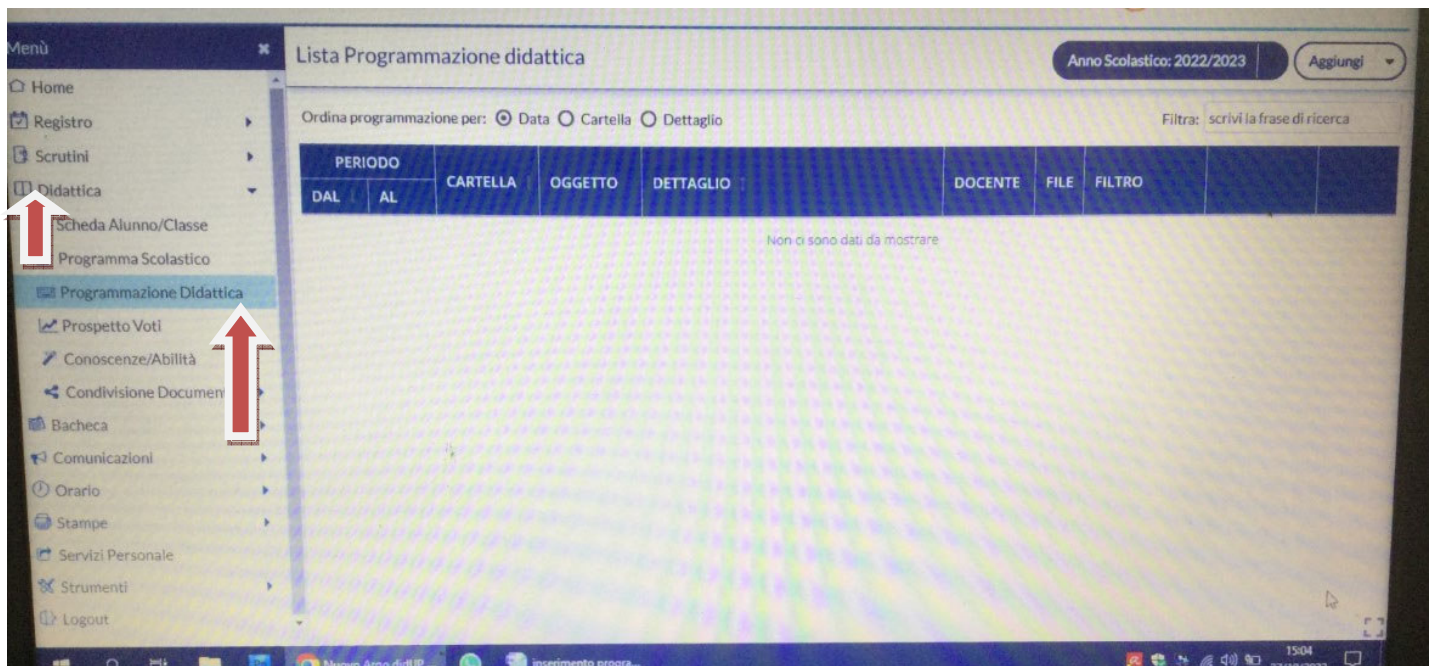 Menù
Home
Registro
Scrutini
Didattica
Scheda Alunno/Classe
Programma Scolastico
Programmazione Didattica
Prospetto Voti
Conoscenze/Abilità
Condivisione Documen
Bacheca
Comunicazioni
Orario
Stampe
Servizi Personale
Strumenti
Logout
Lista Programmazione didattica
Anno Scolastico: 2022/2023
Aggiungi
Ordina programmazione per: Data Cartella Dettaglio
Filtra: scrivi la frase di ricerca
PERIODO
DAL AL CARTELLA OGGETTO DETTAGLIO DOCENTE FILE FILTRO
Non ci sono dati da mostrare
Nuovo Argo didUP
inserimento progra...
15:04